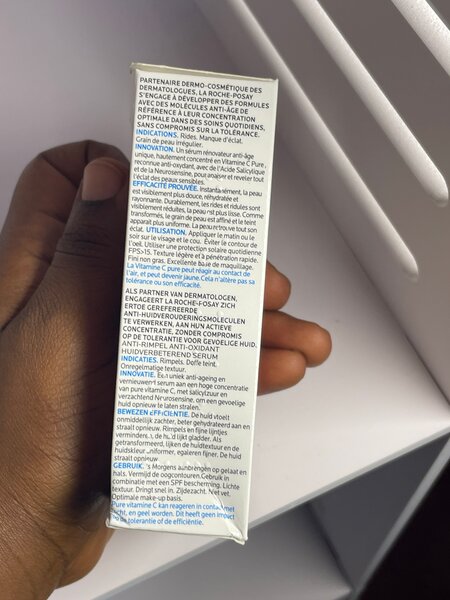 PARTENAIRE DERMO-COSMÉTIQUE DES
DERMATOLOGUES, LA ROCHE-POSAY
S'ENGAGE À DÉVELOPPER DES FORMULES
AVEC DES MOLÉCULES ANTI-ÂGE DE
RÉFÉRENCE À LEUR CONCENTRATION
OPTIMALE DANS DES SOINS QUOTIDIENS,
SANS COMPROMIS SUR LA TOLÉRANCE.
INDICATIONS. Rides. Manque d'éclat.
Grain de peau irrégulier.
INNOVATION. Un sérum rénovateur anti-âge
unique, hautement concentré en Vitamine C Pure,
reconnue anti-oxydant, avec de l'Acide Salicylique
et de la Neurosensine, pour apaiser et reveler tout
l'éclat des peaux sensibles.
EFFICACITÉ PROUVÉE. Instantanément, la peau
est visiblement plus douce, réhydratée et
rayonnante. Durablement, les rides et ridules sont
visiblement réduites, la peau est plus lisse. Comme
transformés, le grain de peau est affiné et le teint
apparaît plus uniforme. La peau retrouve tout son
éclat. UTILISATION. Appliquer le matin ou le
soir sur le visage et le cou. Éviter le contour de
l'oeil. Utiliser une protection solaire quotidienne
FPS>15. Texture légère et à pénétration rapide.
Fini non gras. Excellente base de maquillage.
La Vitamine C pure peut réagir au contact de
l'air, et peut devenir jaune. Cela n'altère pas sa
tolérance ou son efficacité.
ALS PARTNER VAN DERMATOLOGEN,
ENGAGEERT LA ROCHE-POSAY ZICH
ERTOE GEREFEREERDE
ANTI-HUIDVEROUDERINGSMOLECULEN
TE VERWERKEN, AAN HUN ACTIEVE
CONCENTRATIE, ZONDER COMPROMIS
OP DE TOLERANTIE VOOR GEVOELIGE HUID.
ANTI-RIMPEL ANTI-OXIDANT
HUIDVERBETEREND SERUM
INDICATIES. Rimpels. Doffe teint.
Onregelmatige textuur.
INNOVATIE. Een uniek anti-ageing en
vernieuwend serum aan een hoge concentratie
van pure vitamine C, met salicylzuur en
verzachtend Neurosensine, om een gevoelige
huid opnieuw te laten stralen.
BEWEZEN EFFICIËNTIE. De huid vloelt
onmiddellijk zachter, beter gehydrateerd aan en
straalt opnieuw. Rimpels en fijne lijntjes
verminderen, de huid lijkt gladder. Als
getransformeerd, lijken de huidtextuur en de
huidskleur uniformer, egaleren fijner. De huid
straalt opnieuw.
GEBRUIK. 's Morgens aanbrengen op gelaat en
hals. Vermijd de oogcontouren. Gebruik in
combinatie met een SPF bescherming. Lichte
textuur. Dringt snel in. Zijdezacht. Niet vet.
Optimale make-up basis.
Pure vitamine C kan reageren in contact met
lucht, en geel worden. Dit heeft geen impact
op de tolerantie of de efficiëntie.